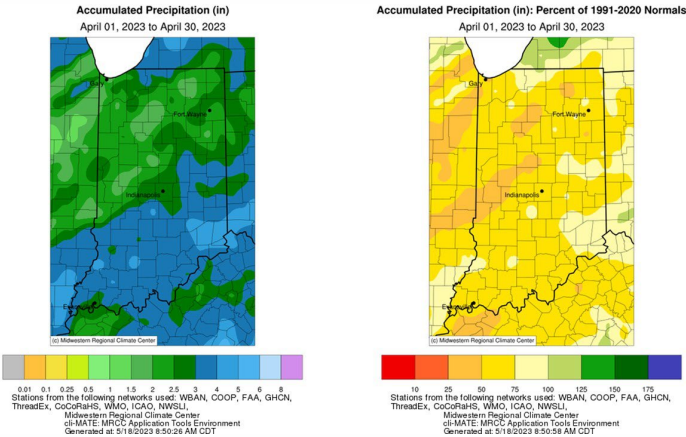 Accumulated Precipitation (in)
April 01, 2023 to April 30, 2023
Gary
Fort Wayne
Indianapolis
(c) Midwestern Regional Climate Center
0.01 0.1 0.25 0.5 1 1.5 2 2.5 3 4 5 6 8
Stations from the following networks used: WBAN, COOP, FAA, GHCN,
ThreadEx, CoCoRaHS, WMO, ICAO, NWSLI,
Midwestern Regional Climate Center
cli-MATE: MRCC Application Tools Environment
Generated at: 5/18/2023 8:50:26 AM CDT
Accumulated Precipitation (in): Percent of 1991-2020 Normals
April 01, 2023 to April 30, 2023
Gary
Fort Wayne
Indianapolis
(c) Midwestern Regional Climate Center
10 25 50 75 100 125 150 175
Stations from the following networks used: WBAN, COOP, FAA, GHCN,
ThreadEx, CoCoRaHS, WMO, ICAO, NWSLI,
Midwestern Regional Climate Center
cli-MATE: MRCC Application Tools Environment
Generated at: 5/18/2023 8:50:58 AM CDT